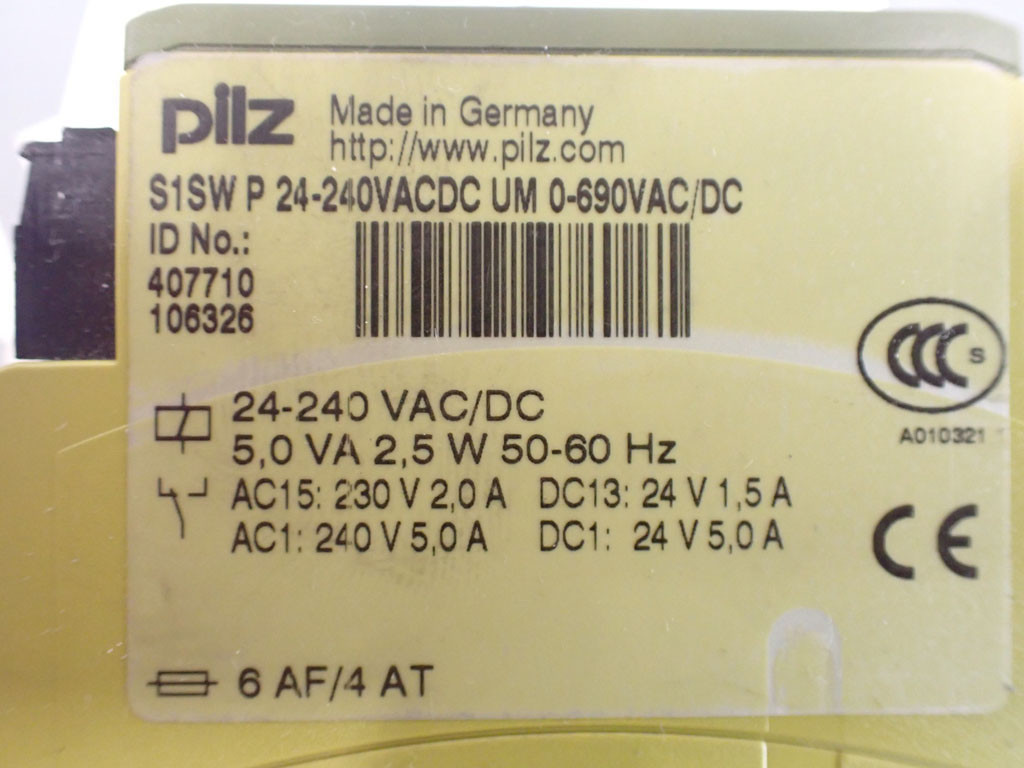 pilz
Made in Germany
http://www.pilz.com
S1SW P 24-240VACDC UM 0-690VAC/DC
ID No.:
407710
106326
CCC S
A010321
24-240 VAC/DC
5,0 VA 2,5 W 50-60 Hz
AC15: 230 V 2,0 A DC13: 24 V 1,5 A
AC1: 240 V 5,0 A DC1: 24 V 5,0 A
CE
6 AF/4 AT